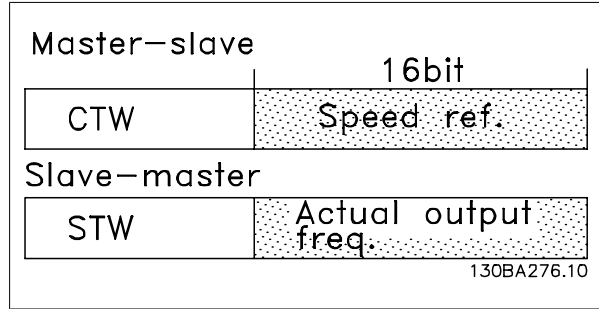 Master-slave
16bit
CTW
Speed ref.
Slave-master
STW
Actual output
freq.
130BA276.10